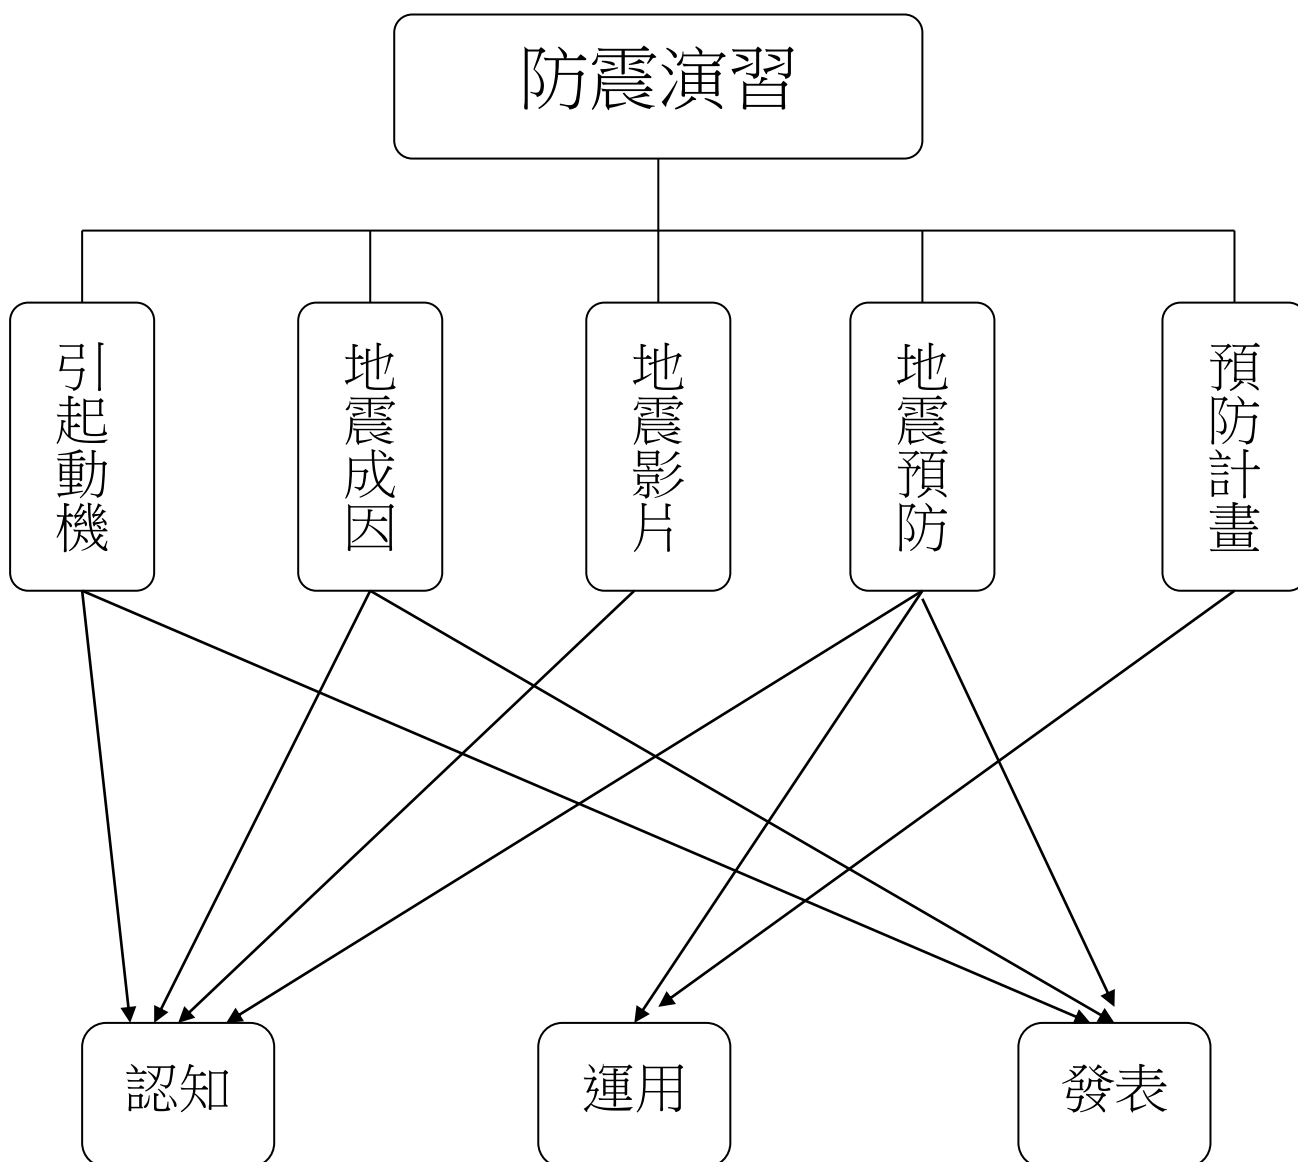 防震演習
引起動機
地震成因
地震影片
地震預防
預防計畫
認知
運用
發表